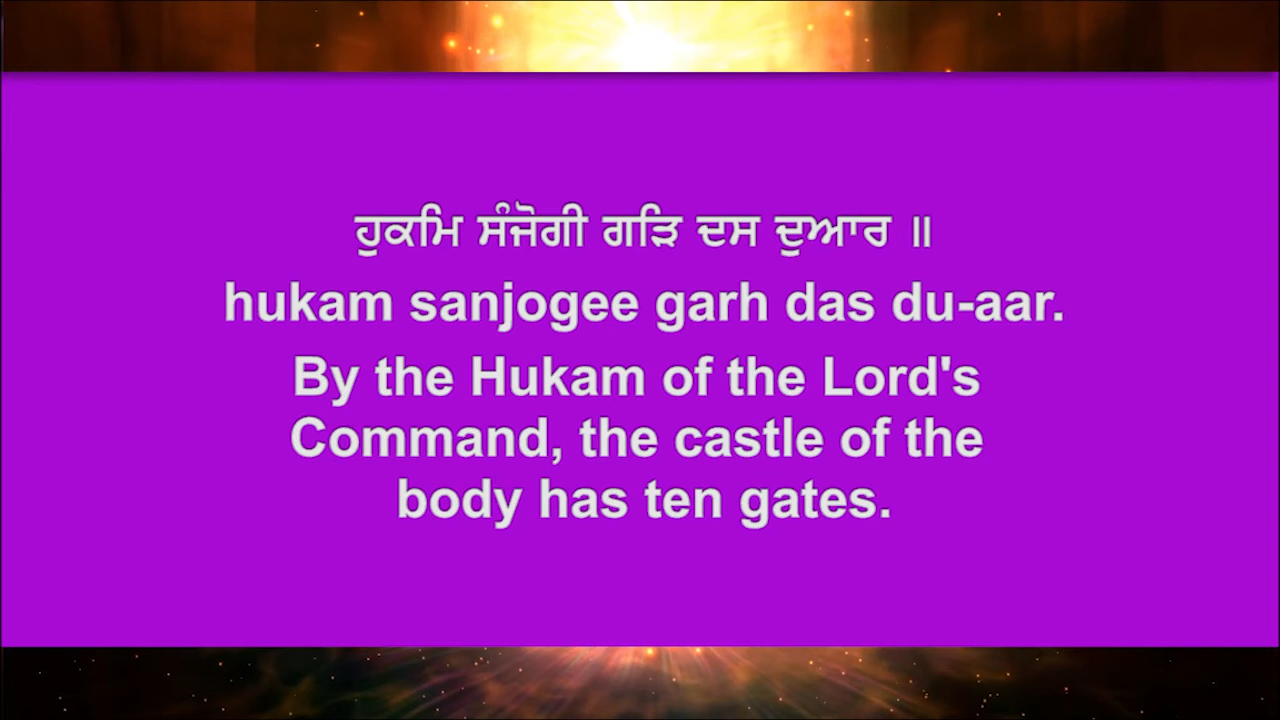 ਹੁਕਮਿ ਸੰਜੋਗੀ ਗੜਿ ਦਸ ਦੁਆਰ ॥
hukam sanjogee garh das du-aar.
By the Hukam of the Lord's
Command, the castle of the
body has ten gates.